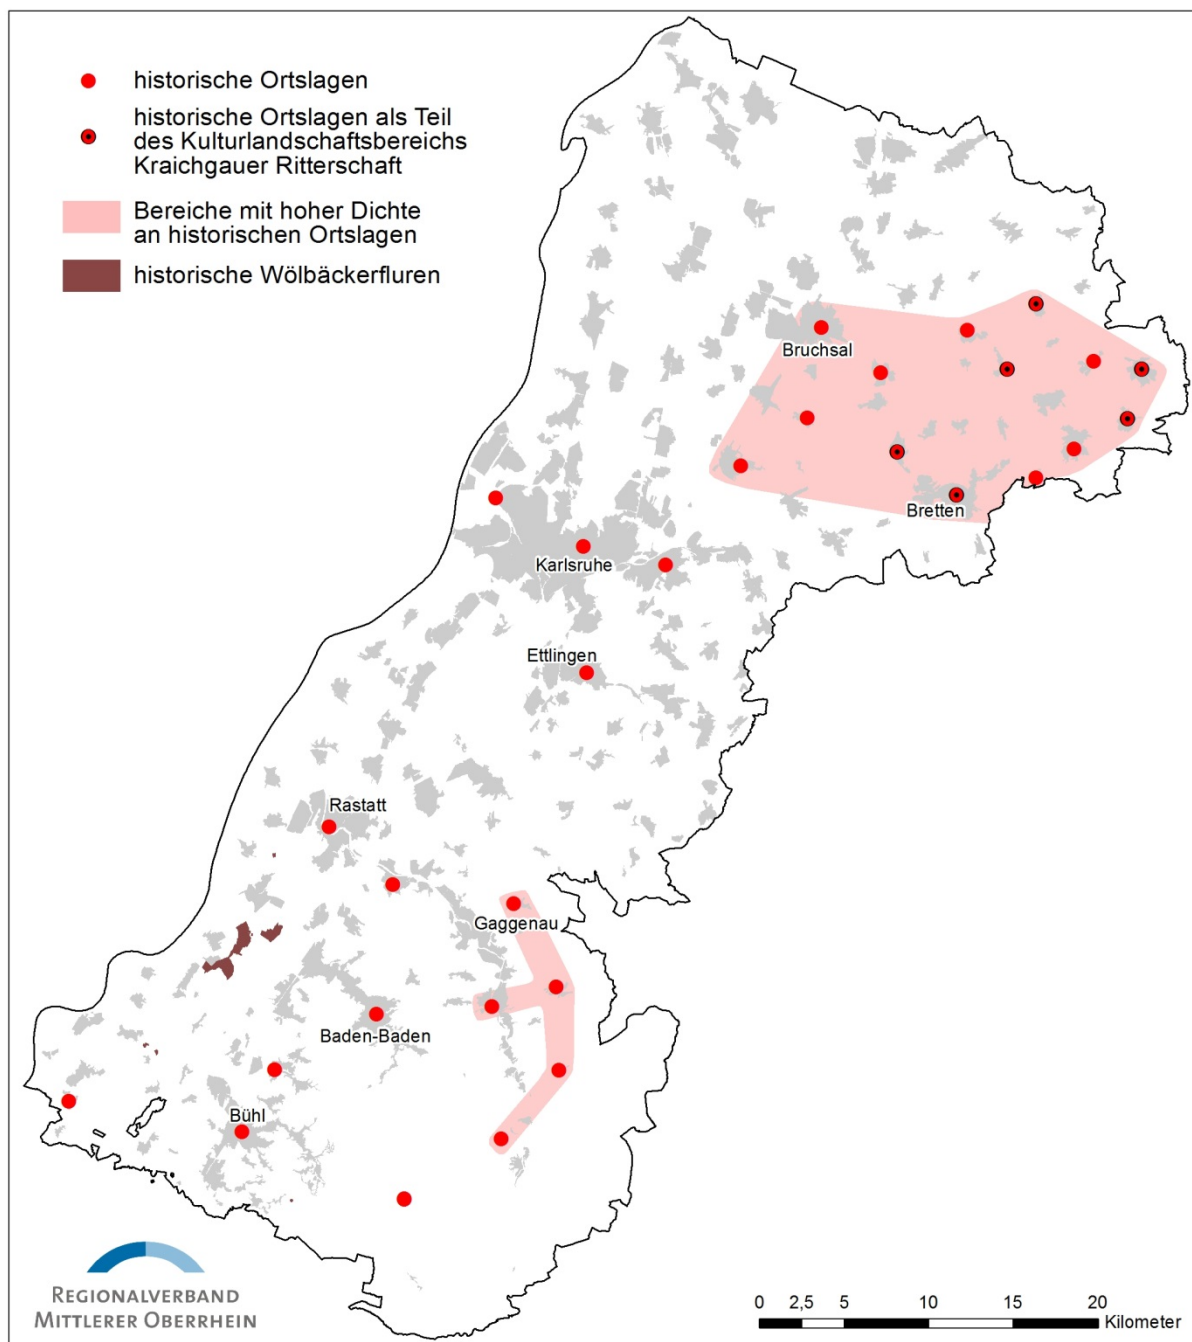 historische Ortslagen
historische Ortslagen als Teil
des Kulturlandschaftsbereichs
Kraichgauer Ritterschaft
Bereiche mit hoher Dichte
an historischen Ortslagen
historische Wölbäckerfluren
Bruchsal
Bretten
Karlsruhe
Ettlingen
Rastatt
Gaggenau
Baden-Baden
Bühl
REGIONALVERBAND
MITTLERER OBERRHEIN
0 2,5 5 10 15 20
Kilometer